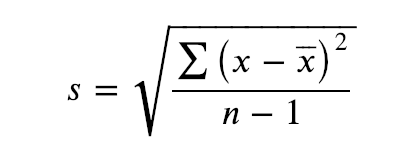 s = √(∑(x − x̄)² / (n − 1))